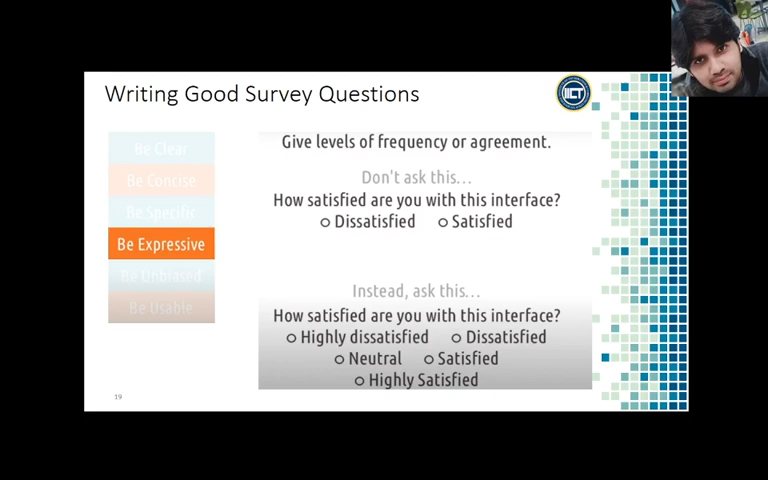 Writing Good Survey Questions
IICT
Be Clear
Be Concise
Be Specific
Be Expressive
Be Unbiased
Be Usable
Give levels of frequency or agreement.
Don't ask this...
How satisfied are you with this interface?
Dissatisfied Satisfied
Instead, ask this...
How satisfied are you with this interface?
Highly dissatisfied Dissatisfied
Neutral Satisfied
Highly Satisfied
19